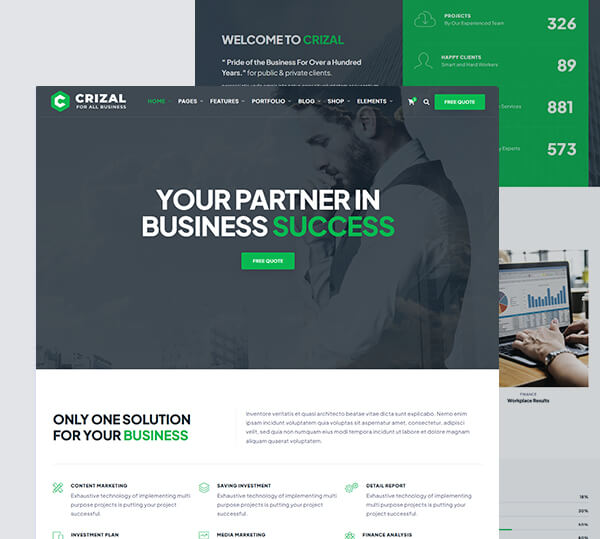 WELCOME TO CRIZAL
" Pride of the Business For Over a Hundred
Years." for public & private clients.
PROJECTS
By Our Experienced Team
326
HAPPY CLIENTS
Smart and Hard Workers
89
Services
881
Experts
573
CRIZAL
FOR ALL BUSINESS
HOME PAGES FEATURES PORTFOLIO BLOG SHOP ELEMENTS
FREE QUOTE
YOUR PARTNER IN
BUSINESS SUCCESS
FREE QUOTE
FINANCE
Workplace Results
ONLY ONE SOLUTION
FOR YOUR BUSINESS
Inventore veritatis et quasi architecto beatae vitae dicta sunt explicabo. Nemo enim
ipsam incidunt voluptatem quia voluptas sit aspernatur amet, consectetur, adipisci
velit, sed quia non numquam eius modi tempora incidunt ut labore et dolore magnam
aliquam quaerat voluptatem.
CONTENT MARKETING
Exhaustive technology of implementing multi
purpose projects is putting your project
successful.
SAVING INVESTMENT
Exhaustive technology of implementing multi
purpose projects is putting your project
successful.
DETAIL REPORT
Exhaustive technology of implementing multi
purpose projects is putting your project
successful.
18%
30%
INVESTMENT PLAN
MEDIA MARKETING
FINANCE ANALYSIS